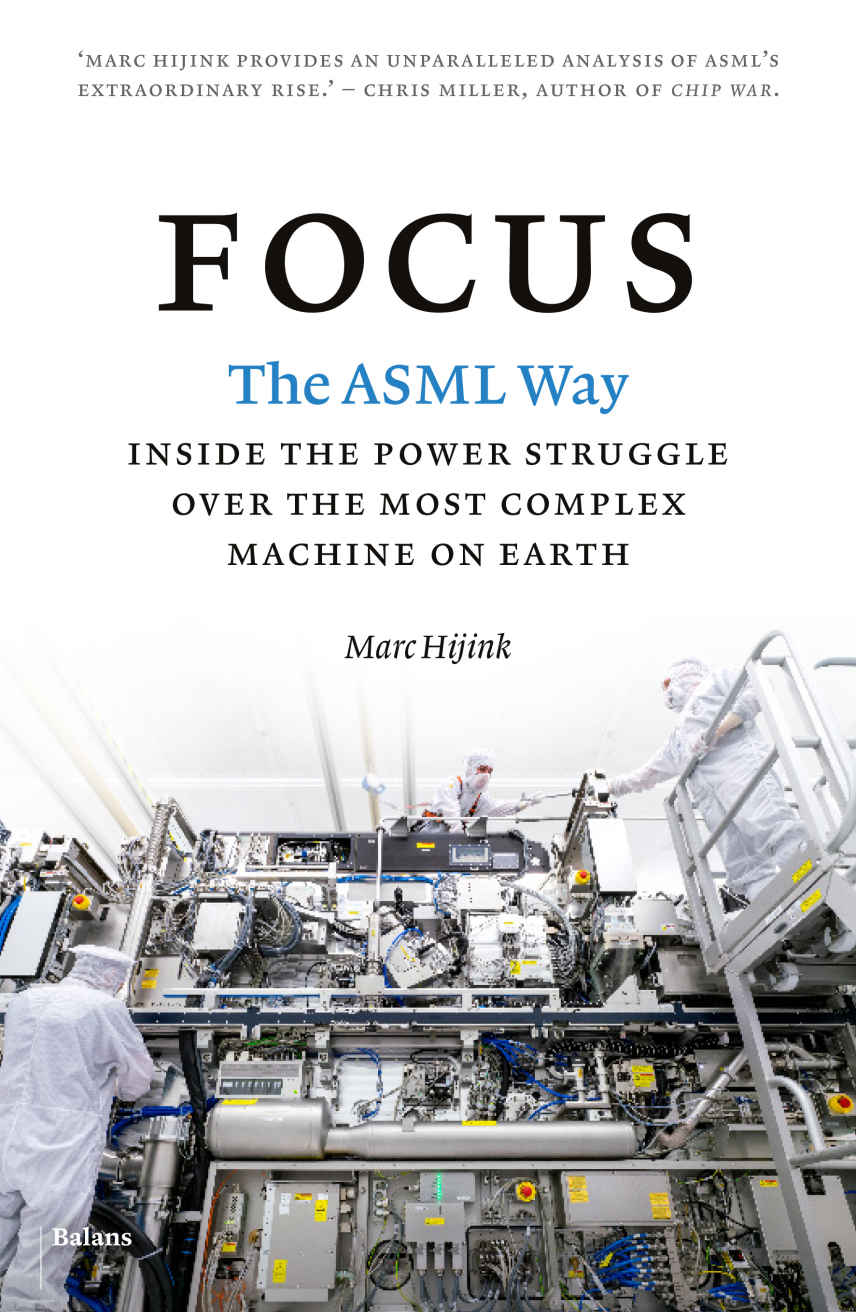 ‘MARC HIJINK PROVIDES AN UNPARALLELED ANALYSIS OF ASML’S
EXTRAORDINARY RISE.’ – CHRIS MILLER, AUTHOR OF CHIP WAR.
FOCUS
The ASML Way
INSIDE THE POWER STRUGGLE
OVER THE MOST COMPLEX
MACHINE ON EARTH
Marc Hijink
Balans